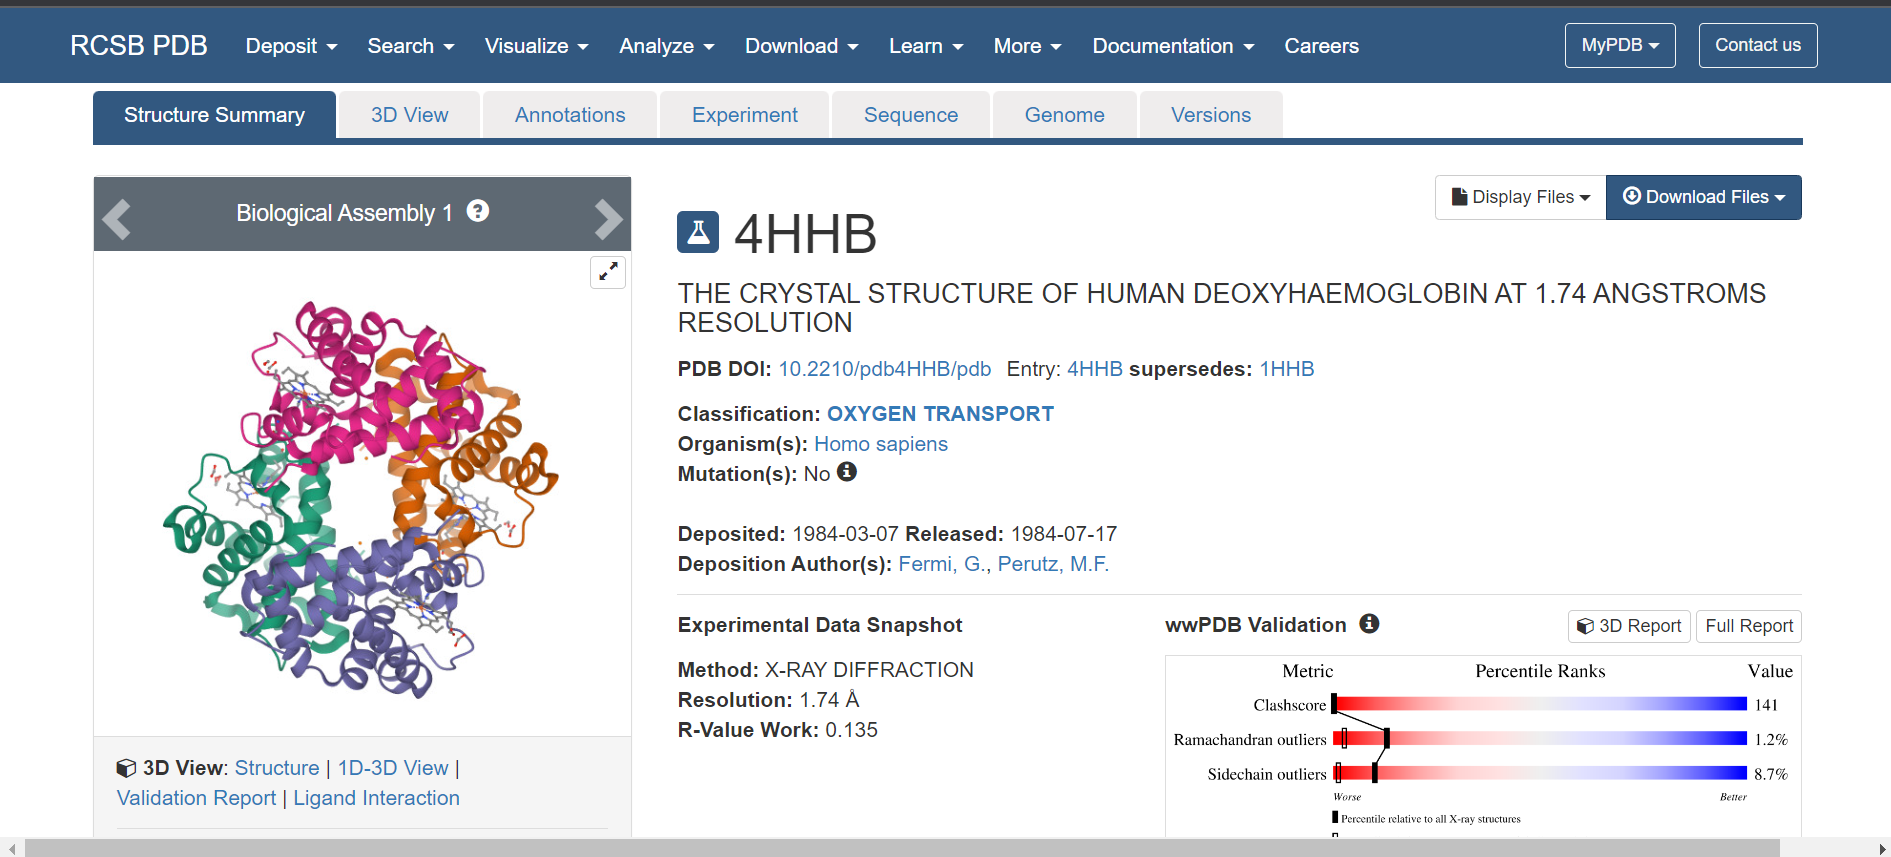 RCSB PDB Deposit Search Visualize Analyze Download Learn More Documentation Careers MyPDB Contact us
Structure Summary 3D View Annotations Experiment Sequence Genome Versions
Biological Assembly 1 ?
Display Files Download Files
4HHB
THE CRYSTAL STRUCTURE OF HUMAN DEOXYHAEMOGLOBIN AT 1.74 ANGSTROMS
RESOLUTION
PDB DOI: 10.2210/pdb4HHB/pdb Entry: 4HHB supersedes: 1HHB
Classification: OXYGEN TRANSPORT
Organism(s): Homo sapiens
Mutation(s): No i
Deposited: 1984-03-07 Released: 1984-07-17
Deposition Author(s): Fermi, G., Perutz, M.F.
Experimental Data Snapshot
Method: X-RAY DIFFRACTION
Resolution: 1.74 Å
R-Value Work: 0.135
wwPDB Validation i 3D Report Full Report
Metric Percentile Ranks Value
Clashscore 141
Ramachandran outliers 1.2%
Sidechain outliers 8.7%
Worse Better
Percentile relative to all X-ray structures
3D View: Structure | 1D-3D View |
Validation Report | Ligand Interaction